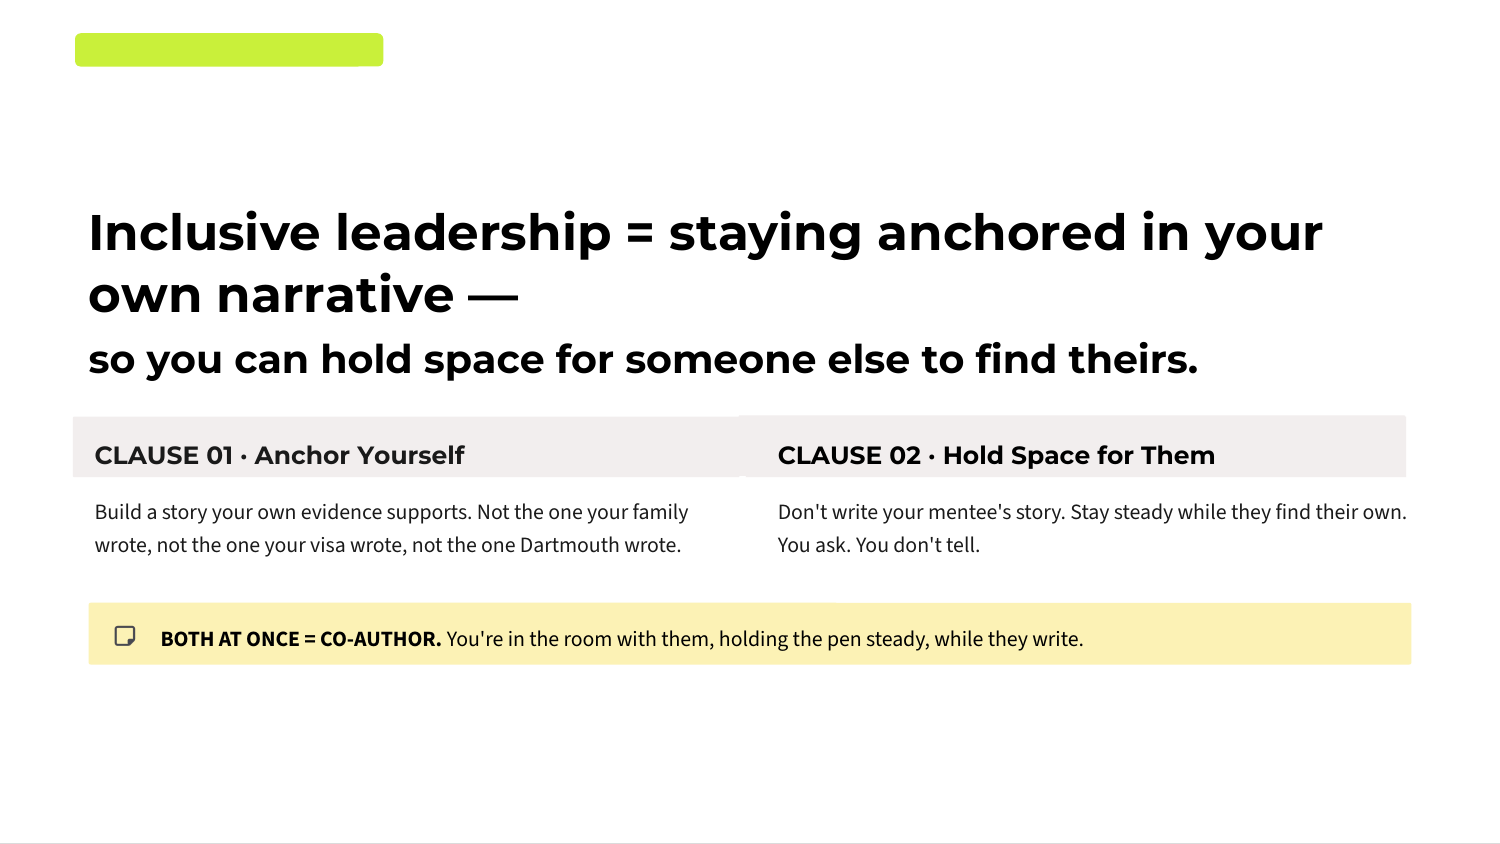 Inclusive leadership = staying anchored in your
own narrative —
so you can hold space for someone else to find theirs.
CLAUSE 01 · Anchor Yourself
Build a story your own evidence supports. Not the one your family
wrote, not the one your visa wrote, not the one Dartmouth wrote.
CLAUSE 02 · Hold Space for Them
Don't write your mentee's story. Stay steady while they find their own.
You ask. You don't tell.
BOTH AT ONCE = CO-AUTHOR. You're in the room with them, holding the pen steady, while they write.